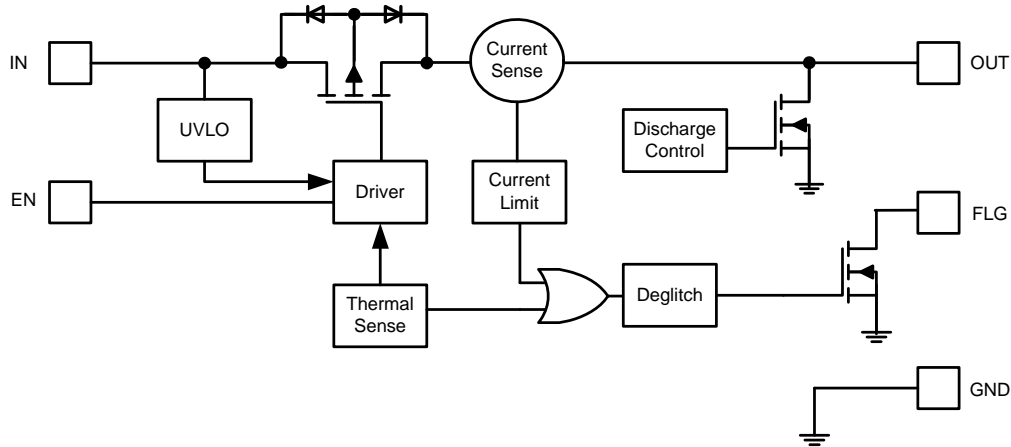 IN
Current
Sense
OUT
UVLO
Discharge
Control
EN
Driver
Current
Limit
FLG
Thermal
Sense
Deglitch
GND